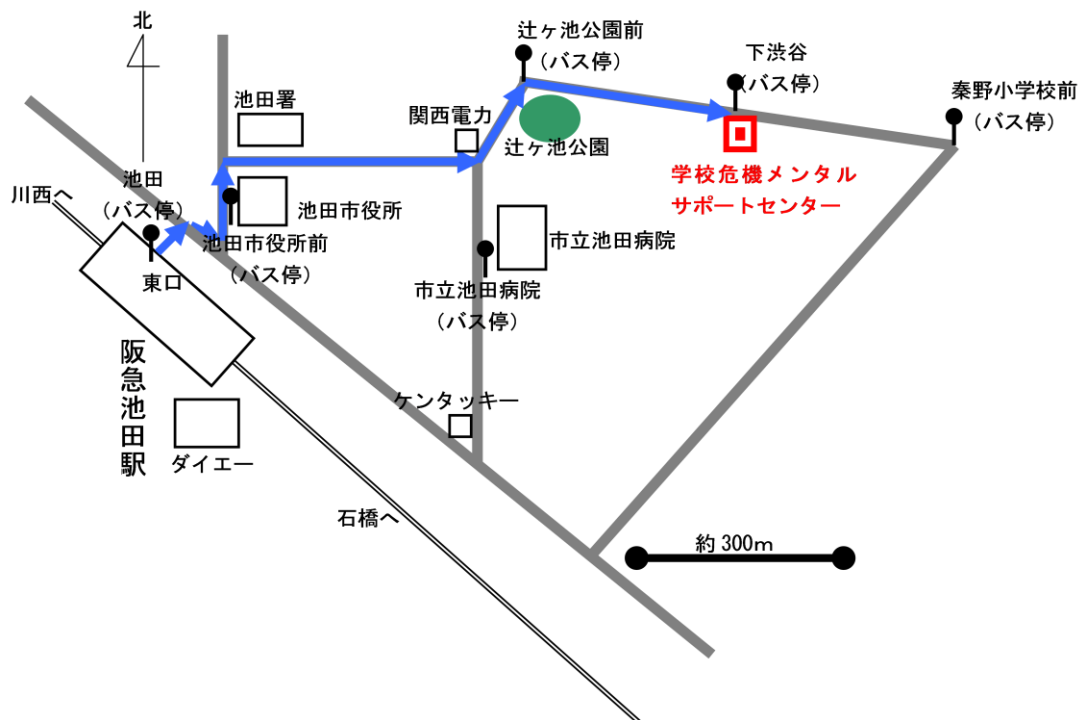 北
辻ヶ池公園前
（バス停）
下渋谷
（バス停）
秦野小学校前
（バス停）
池田署
関西電力
辻ヶ池公園
学校危機メンタル
サポートセンター
川西へ
池田
（バス停）
池田市役所
池田市役所前
（バス停）
市立池田病院
東口
市立池田病院
（バス停）
阪急池田駅
ケンタッキー
ダイエー
石橋へ
約300m